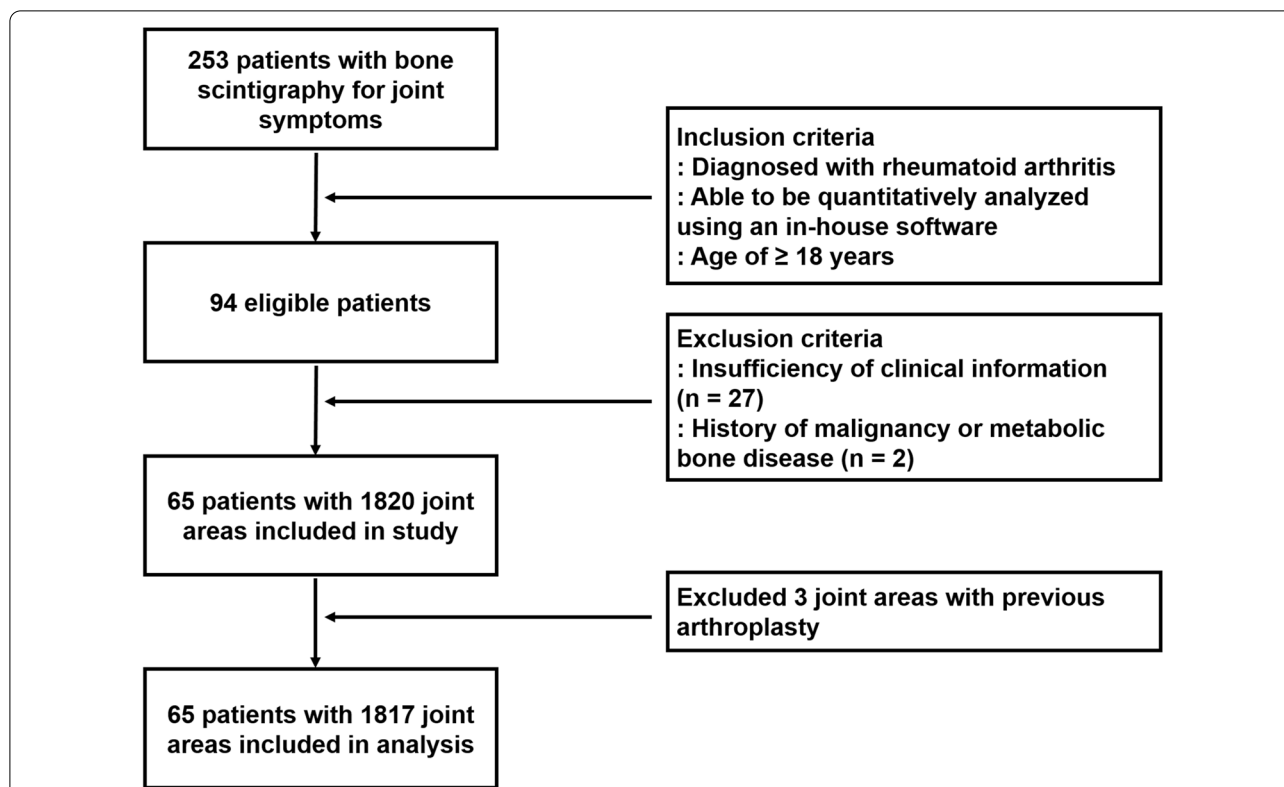 253 patients with bone
scintigraphy for joint
symptoms
Inclusion criteria
: Diagnosed with rheumatoid arthritis
: Able to be quantitatively analyzed
using an in-house software
: Age of ≥ 18 years
94 eligible patients
Exclusion criteria
: Insufficiency of clinical information
(n = 27)
: History of malignancy or metabolic
bone disease (n = 2)
65 patients with 1820 joint
areas included in study
Excluded 3 joint areas with previous
arthroplasty
65 patients with 1817 joint
areas included in analysis